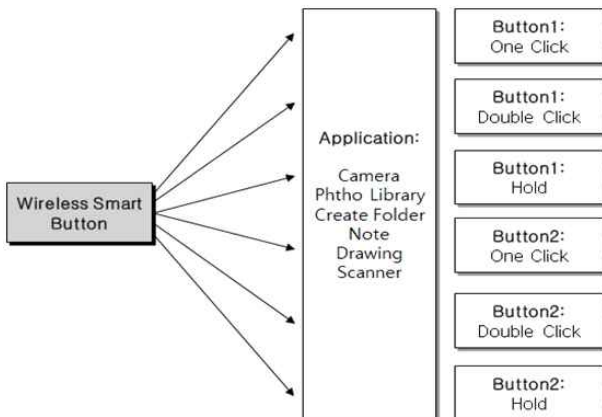 Wireless Smart
Button
Application:
Camera
Phtho Library
Create Folder
Note
Drawing
Scanner
Button1:
One Click
Button1:
Double Click
Button1:
Hold
Button2:
One Click
Button2:
Double Click
Button2:
Hold